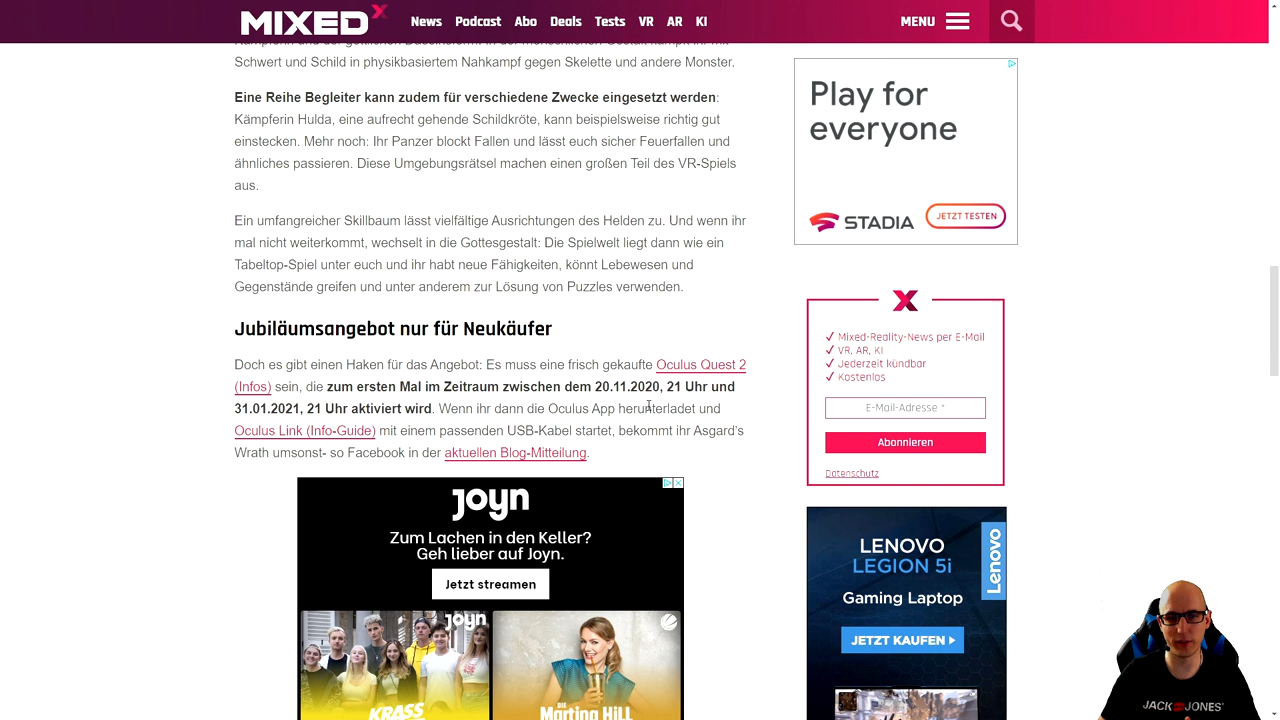 MIXED X
News Podcast Abo Deals Tests VR AR KI
MENU
Schwert und Schild in physikbasiertem Nahkampf gegen Skelette und andere Monster.
Eine Reihe Begleiter kann zudem für verschiedene Zwecke eingesetzt werden:
Kämpferin Hulda, eine aufrecht gehende Schildkröte, kann beispielsweise richtig gut
einstecken. Mehr noch: Ihr Panzer blockt Fallen und lässt euch sicher Feuerfallen und
ähnliches passieren. Diese Umgebungsrätsel machen einen großen Teil des VR-Spiels
aus.
Ein umfangreicher Skillbaum lässt vielfältige Ausrichtungen des Helden zu. Und wenn ihr
mal nicht weiterkommt, wechselt in die Gottesgestalt: Die Spielwelt liegt dann wie ein
Tabeltop-Spiel unter euch und ihr habt neue Fähigkeiten, könnt Lebewesen und
Gegenstände greifen und unter anderem zur Lösung von Puzzles verwenden.
Jubiläumsangebot nur für Neukäufer
Doch es gibt einen Haken für das Angebot: Es muss eine frisch gekaufte Oculus Quest 2
(Infos) sein, die zum ersten Mal im Zeitraum zwischen dem 20.11.2020, 21 Uhr und
31.01.2021, 21 Uhr aktiviert wird. Wenn ihr dann die Oculus App herunterladet und
Oculus Link (Info-Guide) mit einem passenden USB-Kabel startet, bekommt ihr Asgard's
Wrath umsonst- so Facebook in der aktuellen Blog-Mitteilung.
joyn
Zum Lachen in den Keller?
Geh lieber auf Joyn.
Jetzt streamen
joyn
KRASS
DIE
Martina HILL
Play for
everyone
STADIA
JETZT TESTEN
X
✓ Mixed-Reality-News per E-Mail
✓ VR, AR, KI
✓ Jederzeit kündbar
✓ Kostenlos
E-Mail-Adresse *
Abonnieren
Datenschutz
LENOVO
LEGION 5i
Gaming Laptop
JETZT KAUFEN
Lenovo
JACK JONES